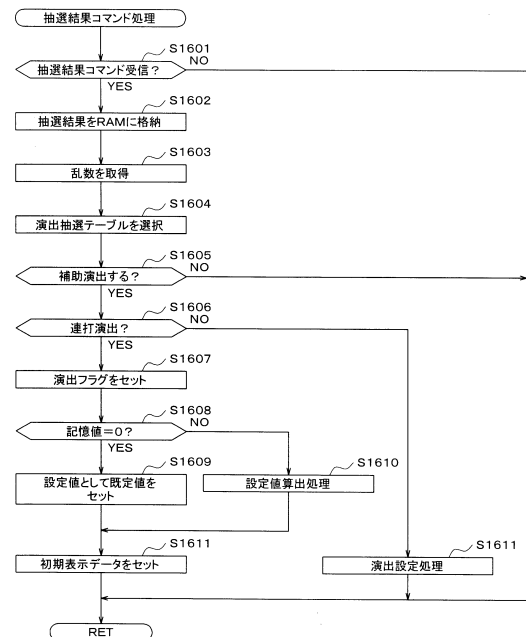 抽選結果コマンド処理
S1601
抽選結果コマンド受信？
NO
YES
S1602
抽選結果をRAMに格納
S1603
乱数を取得
S1604
演出抽選テーブルを選択
S1605
補助演出する？
NO
YES
S1606
連打演出？
NO
YES
S1607
演出フラグをセット
S1608
記憶値＝0？
NO
YES
S1609
設定値として既定値を
セット
S1610
設定値算出処理
S1611
初期表示データをセット
S1611
演出設定処理
RET